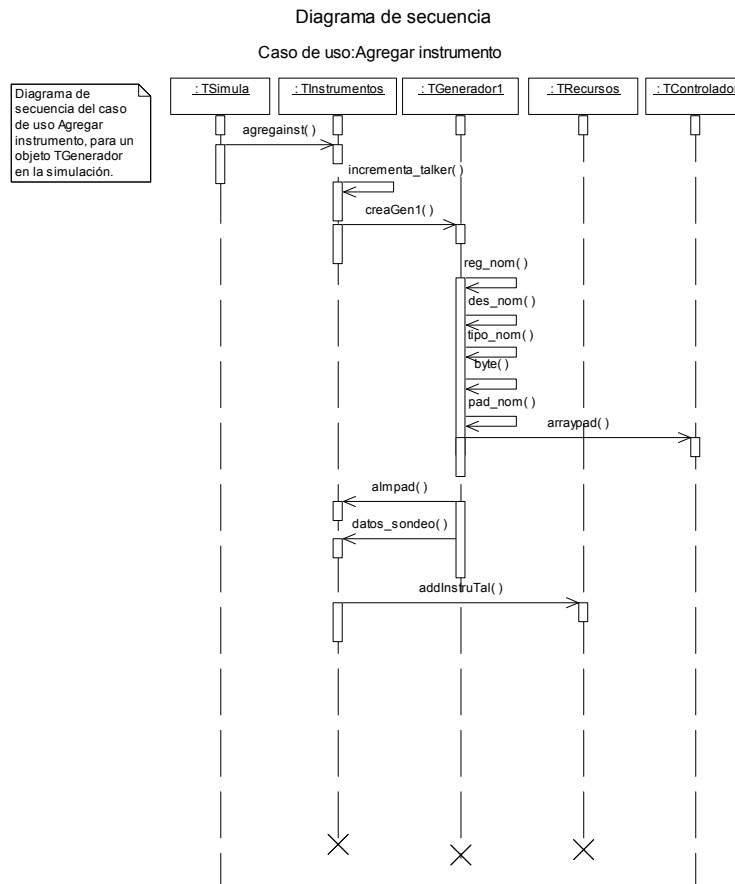 Diagrama de secuencia
Caso de uso:Agregar instrumento
Diagrama de
secuencia del caso
de uso Agregar
instrumento, para un
objeto TGenerador
en la simulación.
: TSimula
: TInstrumentos
: TGenerador1
: TRecursos
: TControlador
agregainst( )
incrementa_talker( )
creaGen1( )
reg_nom( )
des_nom( )
tipo_nom( )
byte( )
pad_nom( )
arraypad( )
almpad( )
datos_sondeo( )
addInstruTal( )